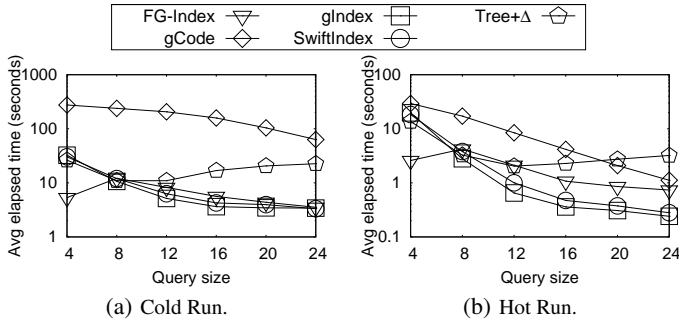 FG-Index gIndex Tree+Δ
gCode SwiftIndex
Avg elapsed time (seconds)
1000
100
10
1
4 8 12 16 20 24
Query size
(a) Cold Run.
Avg elapsed time (seconds)
100
10
1
0.1
4 8 12 16 20 24
Query size
(b) Hot Run.